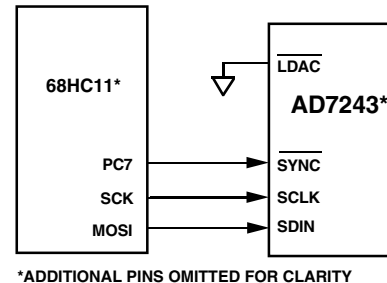 LDAC
68HC11*
AD7243*
PC7
SYNC
SCK
SCLK
MOSI
SDIN
*ADDITIONAL PINS OMITTED FOR CLARITY